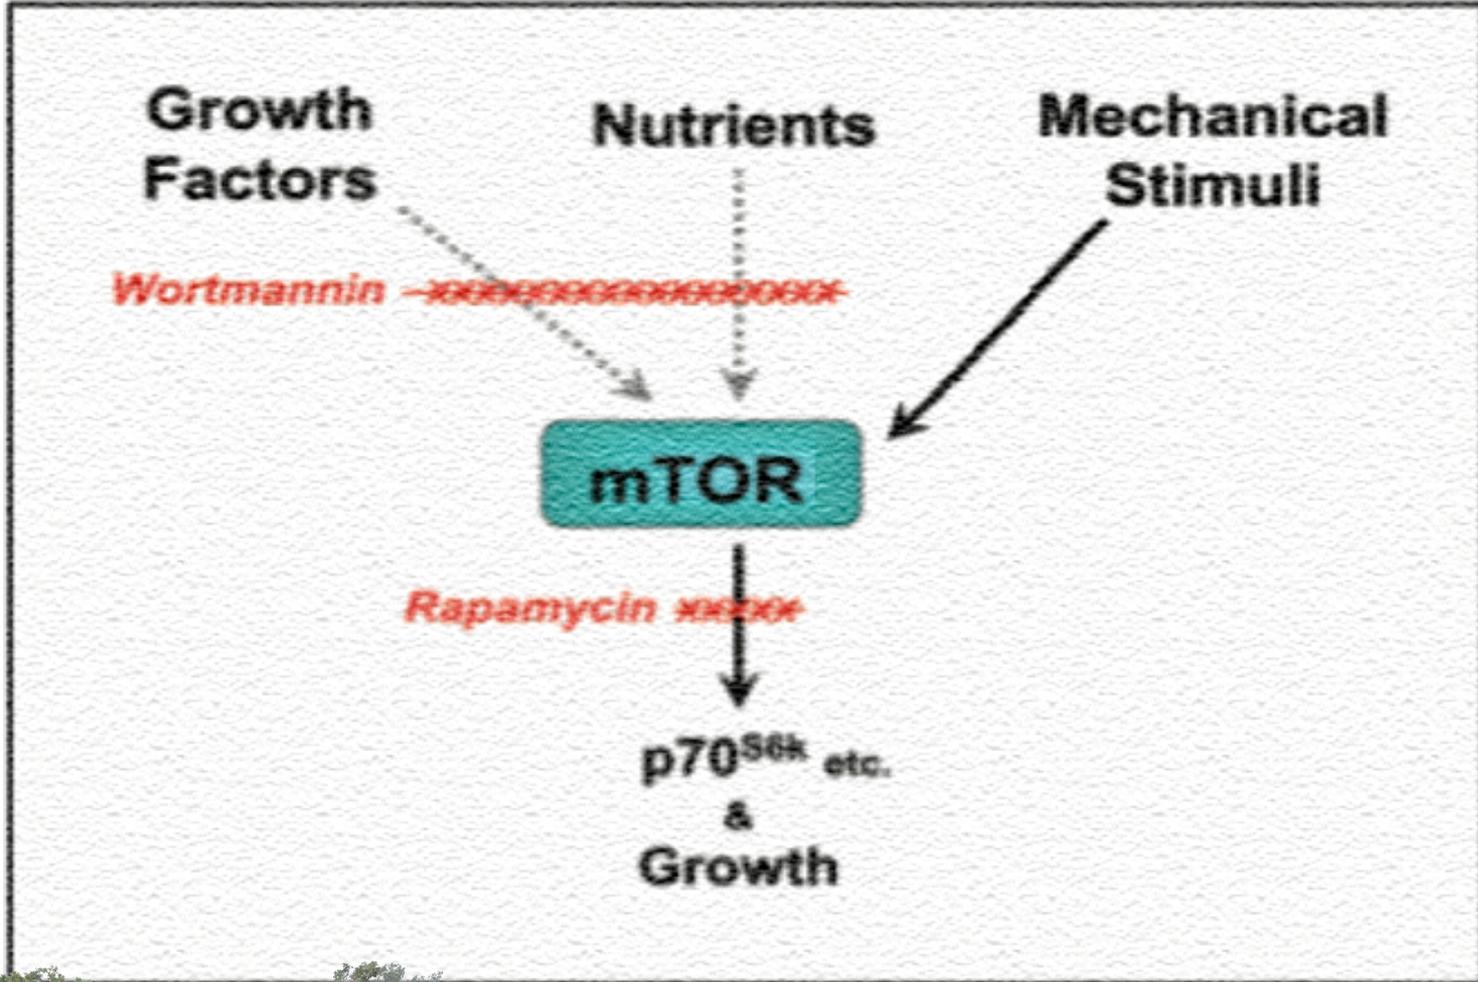 Growth
Factors
Nutrients
Mechanical
Stimuli
Wortmannin
mTOR
Rapamycin
p70S6k etc.
&
Growth